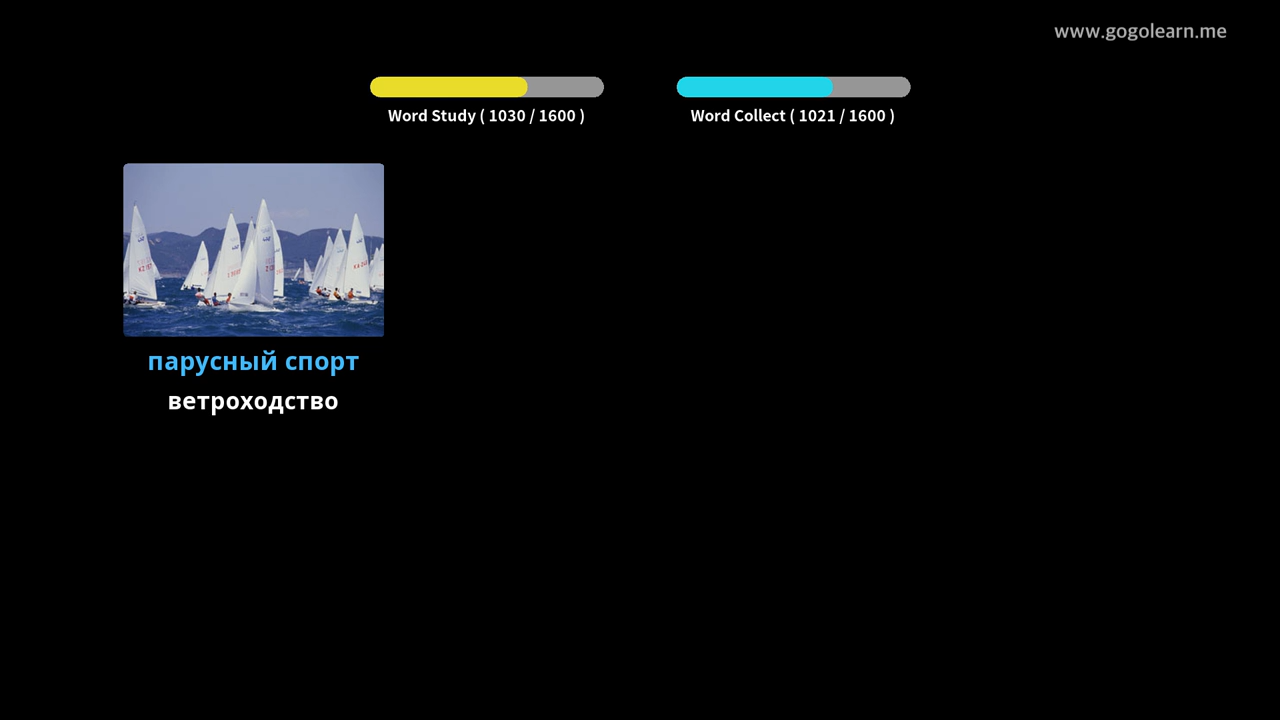 www.gogolearn.me
Word Study ( 1030 / 1600 )
Word Collect ( 1021 / 1600 )
парусный спорт
ветроходство